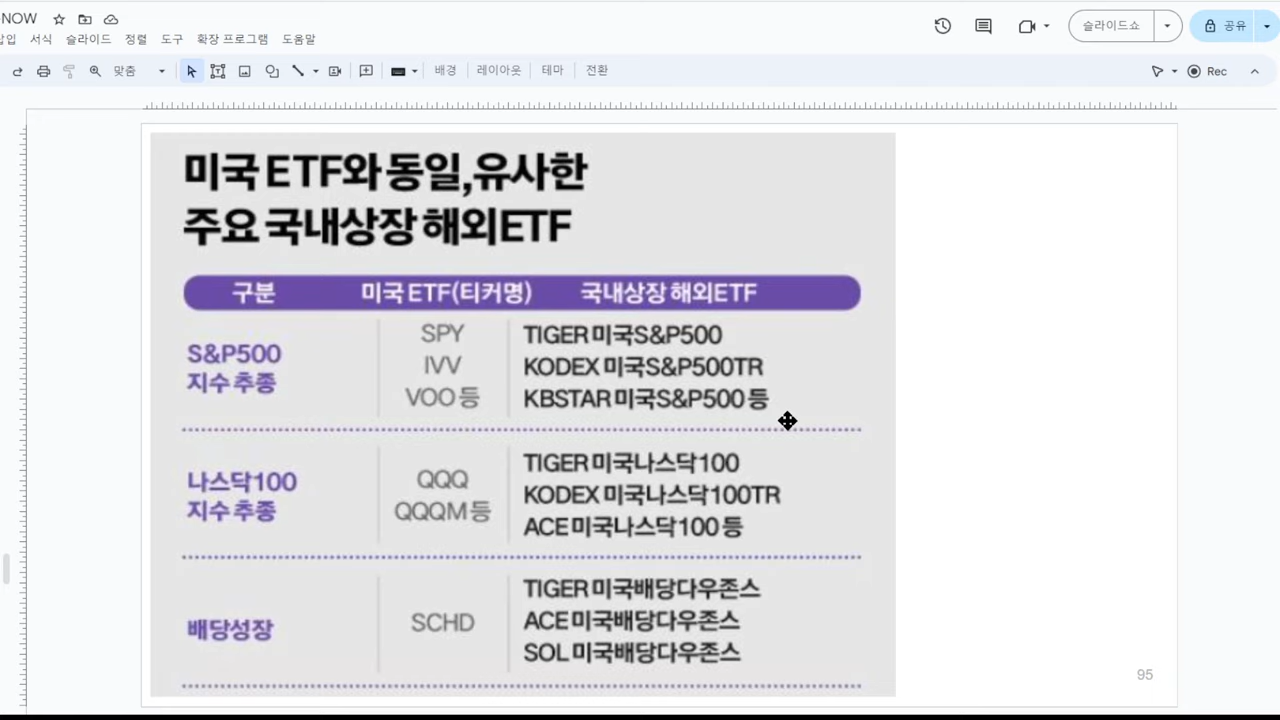 NOW
삽입 서식 슬라이드 정렬 도구 확장 프로그램 도움말
슬라이드쇼
공유
맞춤
배경 레이아웃 테마 전환
Rec
미국 ETF와 동일,유사한
주요 국내상장 해외ETF
구분 미국 ETF(티커명) 국내상장 해외ETF
S&P500
지수 추종
SPY
IVV
VOO 등
TIGER 미국S&P500
KODEX 미국S&P500TR
KBSTAR 미국S&P500 등
나스닥100
지수 추종
QQQ
QQQM 등
TIGER 미국나스닥100
KODEX 미국나스닥100TR
ACE 미국나스닥100 등
배당성장
SCHD
TIGER 미국배당다우존스
ACE 미국배당다우존스
SOL 미국배당다우존스
95